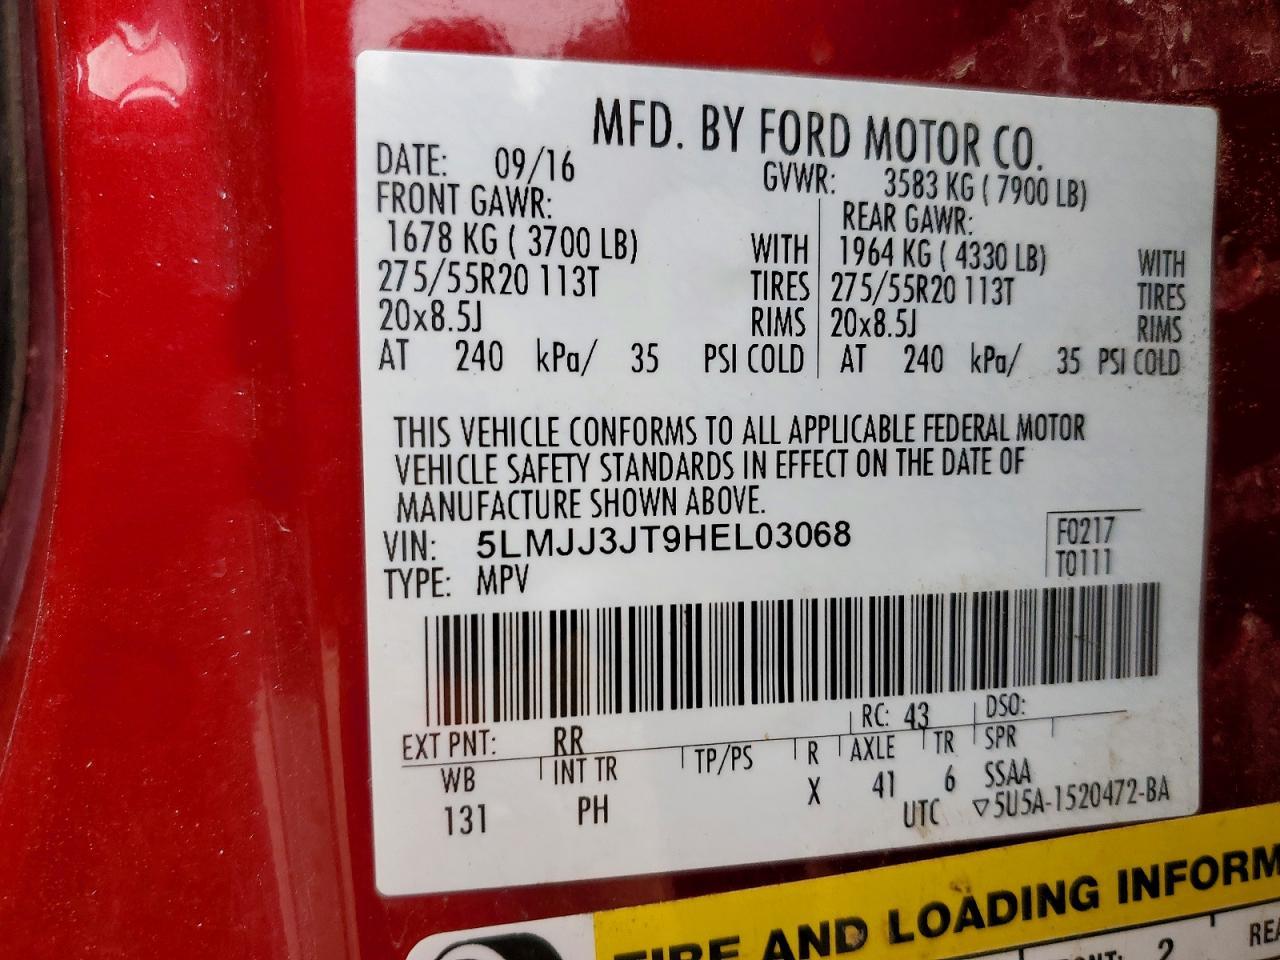 MFD. BY FORD MOTOR CO.
DATE: 09/16 GVWR: 3583 KG ( 7900 LB)
FRONT GAWR: REAR GAWR:
1678 KG ( 3700 LB) WITH 1964 KG ( 4330 LB) WITH
275/55R20 113T TIRES 275/55R20 113T TIRES
20x8.5J RIMS 20x8.5J RIMS
AT 240 kPa/ 35 PSI COLD AT 240 kPa/ 35 PSI COLD
THIS VEHICLE CONFORMS TO ALL APPLICABLE FEDERAL MOTOR
VEHICLE SAFETY STANDARDS IN EFFECT ON THE DATE OF
MANUFACTURE SHOWN ABOVE.
VIN: 5LMJJ3JT9HEL03068 F0217
TYPE: MPV T0111
EXT PNT: RR RC: 43 DSO:
WB INT TR TP/PS R AXLE TR SPR
131 PH X 41 6 SSAA
UTC ▽5U5A-1520472-BA
TIRE AND LOADING INFORM
2 REA